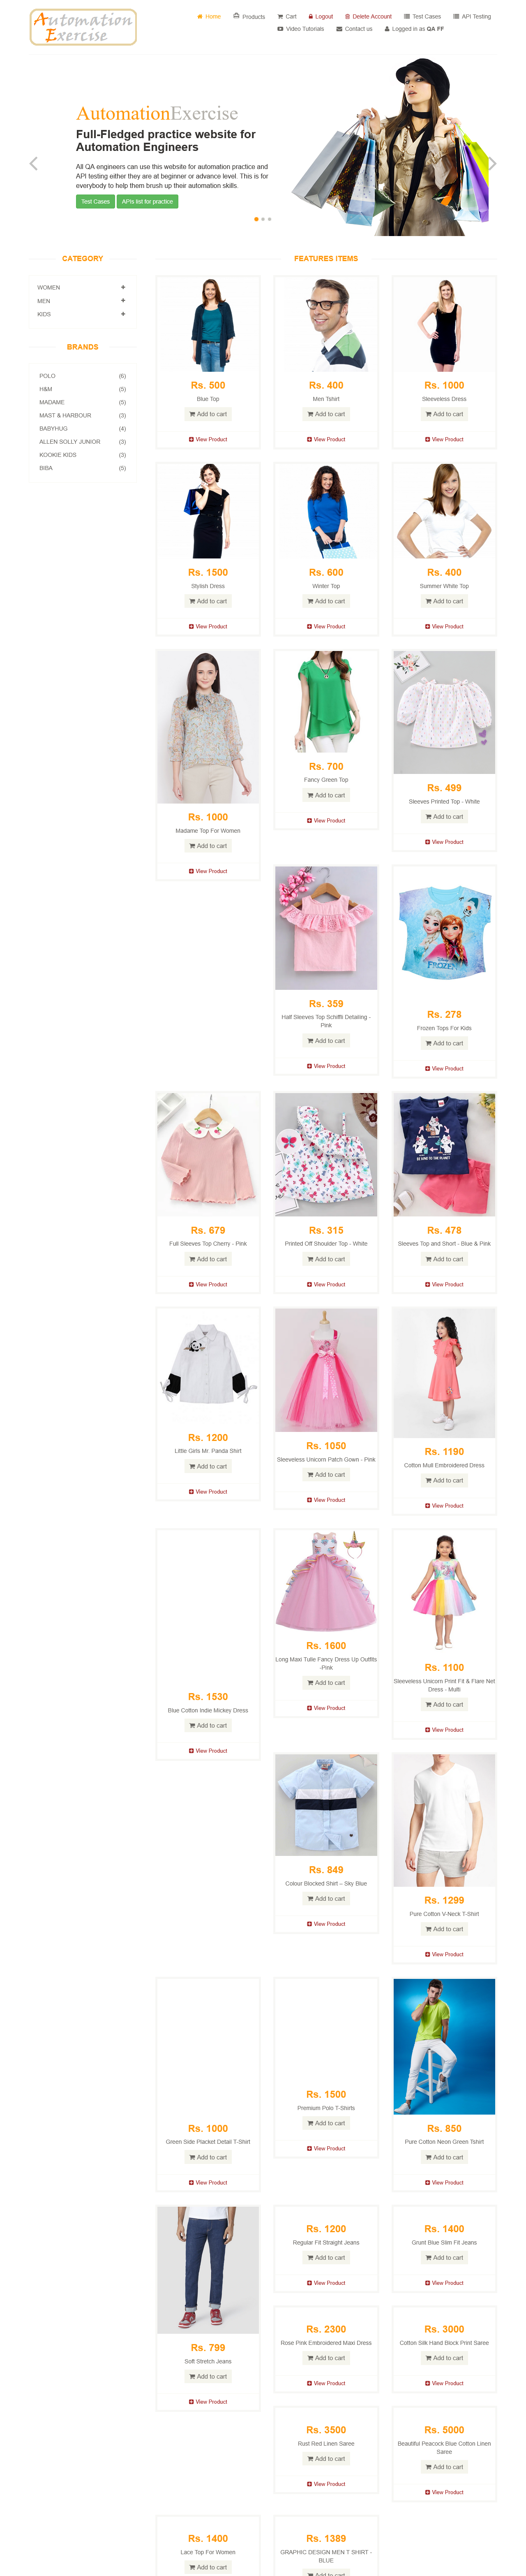 Automation
Exercise
Home
Products
Cart
Logout
Delete Account
Test Cases
API Testing
Video Tutorials
Contact us
Logged in as QA FF
AutomationExercise
Full-Fledged practice website for
Automation Engineers
All QA engineers can use this website for automation practice and
API testing either they are at beginner or advance level. This is for
everybody to help them brush up their automation skills.
Test Cases
APIs list for practice
CATEGORY
WOMEN
MEN
KIDS
BRANDS
POLO (6)
H&M (5)
MADAME (5)
MAST & HARBOUR (3)
BABYHUG (4)
ALLEN SOLLY JUNIOR (3)
KOOKIE KIDS (3)
BIBA (5)
FEATURES ITEMS
Rs. 500
Blue Top
Add to cart
View Product
Rs. 400
Men Tshirt
Add to cart
View Product
Rs. 1000
Sleeveless Dress
Add to cart
View Product
Rs. 1500
Stylish Dress
Add to cart
View Product
Rs. 600
Winter Top
Add to cart
View Product
Rs. 400
Summer White Top
Add to cart
View Product
Rs. 1000
Madame Top For Women
Add to cart
View Product
Rs. 700
Fancy Green Top
Add to cart
View Product
Rs. 499
Sleeves Printed Top - White
Add to cart
View Product
Rs. 359
Half Sleeves Top Schiffli Detailing -
Pink
Add to cart
View Product
FROZEN
Rs. 278
Frozen Tops For Kids
Add to cart
View Product
Rs. 679
Full Sleeves Top Cherry - Pink
Add to cart
View Product
Rs. 315
Printed Off Shoulder Top - White
Add to cart
View Product
Rs. 478
Sleeves Top and Short - Blue & Pink
Add to cart
View Product
Rs. 1200
Little Girls Mr. Panda Shirt
Add to cart
View Product
Rs. 1050
Sleeveless Unicorn Patch Gown - Pink
Add to cart
View Product
Rs. 1190
Cotton Mull Embroidered Dress
Add to cart
View Product
Rs. 1530
Blue Cotton Indie Mickey Dress
Add to cart
View Product
Rs. 1600
Long Maxi Tulle Fancy Dress Up Outfits
-Pink
Add to cart
View Product
Rs. 1100
Sleeveless Unicorn Print Fit & Flare Net
Dress - Multi
Add to cart
View Product
Rs. 849
Colour Blocked Shirt – Sky Blue
Add to cart
View Product
Rs. 1299
Pure Cotton V-Neck T-Shirt
Add to cart
View Product
Rs. 1000
Green Side Placket Detail T-Shirt
Add to cart
View Product
Rs. 1500
Premium Polo T-Shirts
Add to cart
View Product
Rs. 850
Pure Cotton Neon Green Tshirt
Add to cart
View Product
Rs. 799
Soft Stretch Jeans
Add to cart
View Product
Rs. 1200
Regular Fit Straight Jeans
Add to cart
View Product
Rs. 1400
Grunt Blue Slim Fit Jeans
Add to cart
View Product
Rs. 2300
Rose Pink Embroidered Maxi Dress
Add to cart
View Product
Rs. 3000
Cotton Silk Hand Block Print Saree
Add to cart
View Product
Rs. 3500
Rust Red Linen Saree
Add to cart
View Product
Rs. 5000
Beautiful Peacock Blue Cotton Linen
Saree
Add to cart
View Product
Rs. 1400
Lace Top For Women
Add to cart
Rs. 1389
GRAPHIC DESIGN MEN T SHIRT -
BLUE
Add to cart